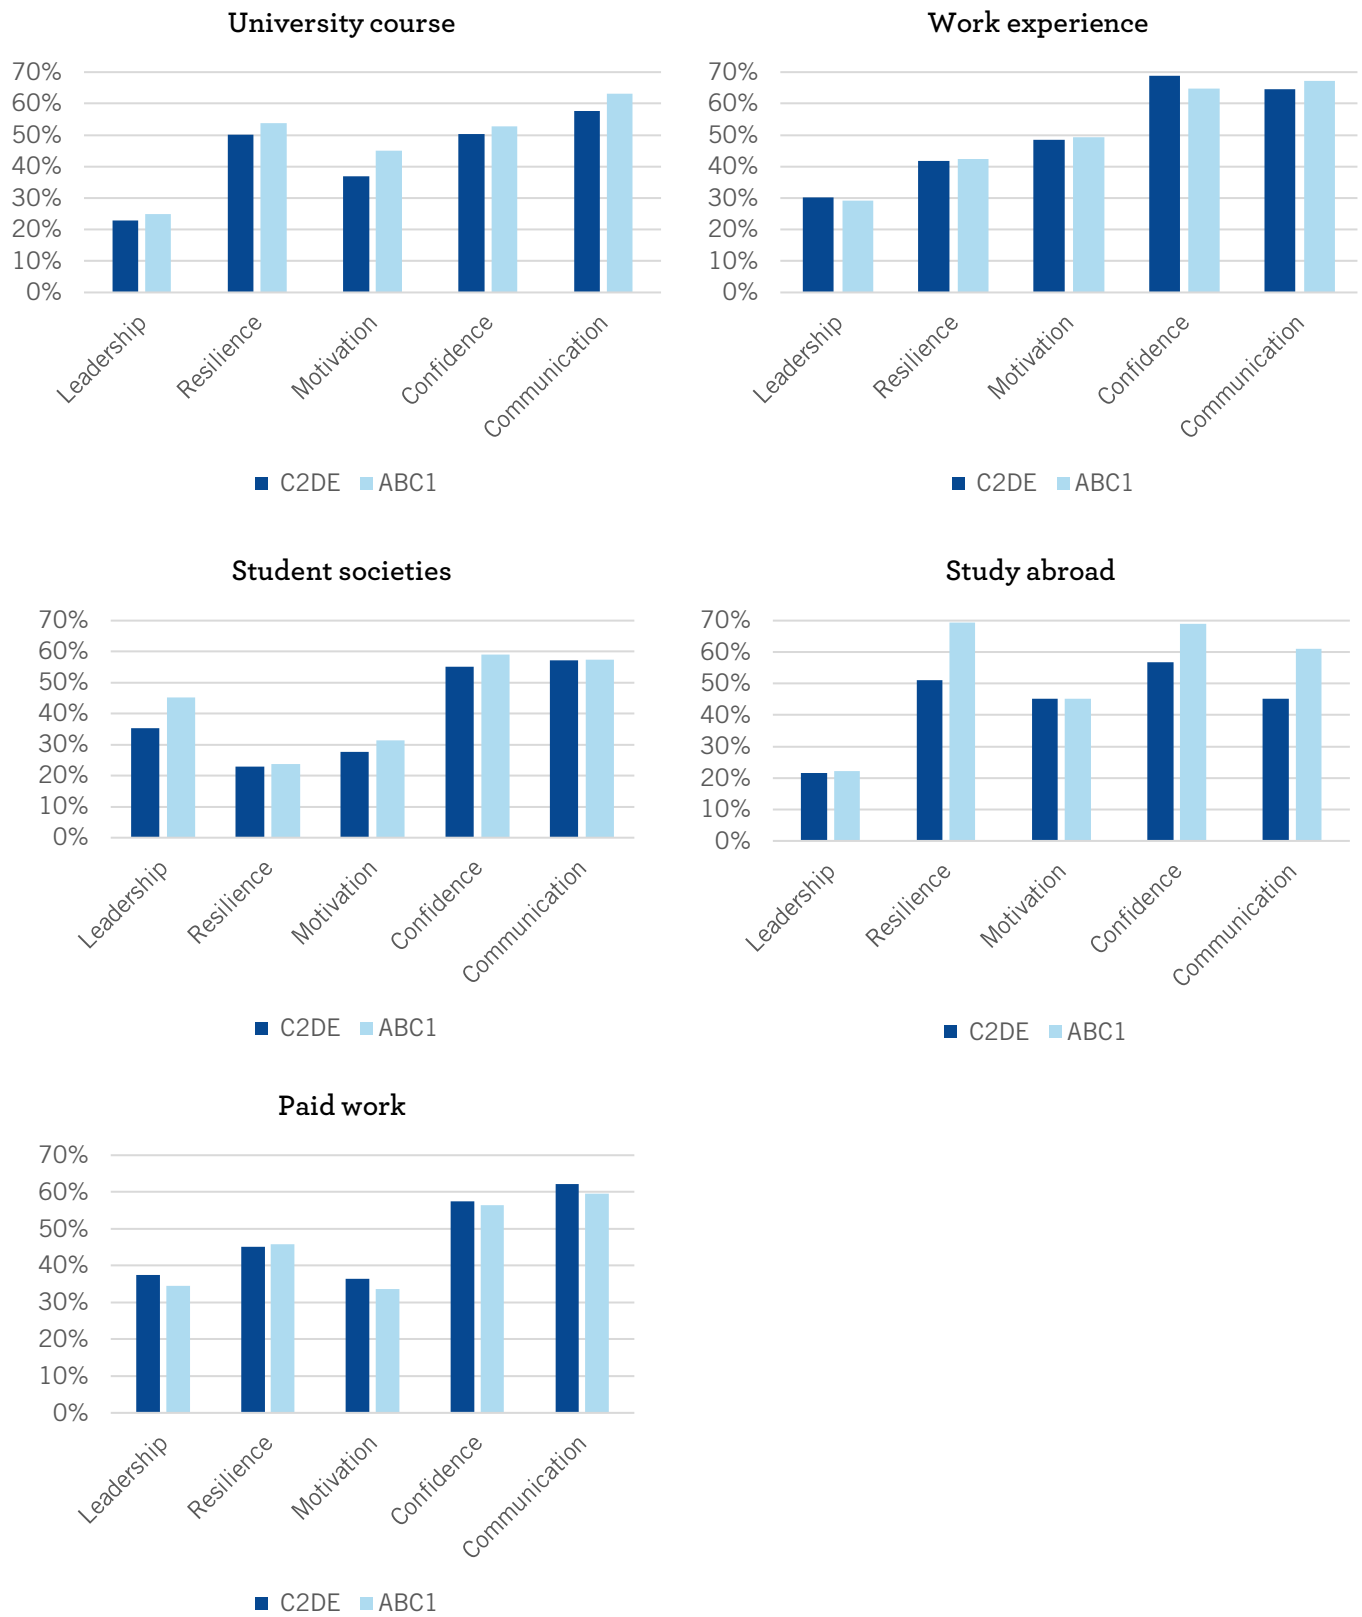 University course
70%
60%
50%
40%
30%
20%
10%
0%
Leadership
Resilience
Motivation
Confidence
Communication
C2DE ABC1
Work experience
70%
60%
50%
40%
30%
20%
10%
0%
Leadership
Resilience
Motivation
Confidence
Communication
C2DE ABC1
Student societies
70%
60%
50%
40%
30%
20%
10%
0%
Leadership
Resilience
Motivation
Confidence
Communication
C2DE ABC1
Study abroad
70%
60%
50%
40%
30%
20%
10%
0%
Leadership
Resilience
Motivation
Confidence
Communication
C2DE ABC1
Paid work
70%
60%
50%
40%
30%
20%
10%
0%
Leadership
Resilience
Motivation
Confidence
Communication
C2DE ABC1